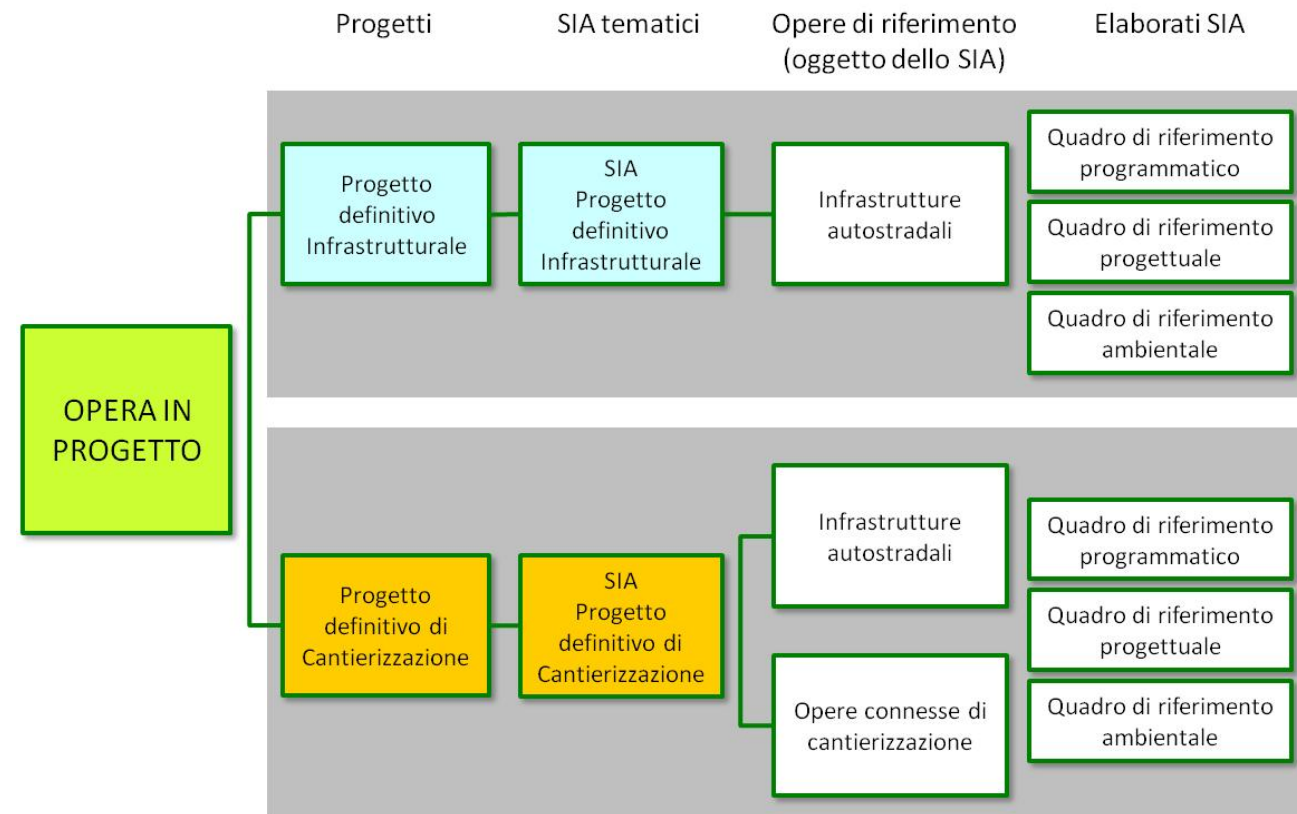 Progetti
SIA tematici
Opere di riferimento
(oggetto dello SIA)
Elaborati SIA
OPERA IN
PROGETTO
Progetto
definitivo
Infrastrutturale
SIA
Progetto
definitivo
Infrastrutturale
Infrastrutture
autostradali
Quadro di riferimento
programmatico
Quadro di riferimento
progettuale
Quadro di riferimento
ambientale
Progetto
definitivo di
Cantierizzazione
SIA
Progetto
definitivo di
Cantierizzazione
Infrastrutture
autostradali
Opere connesse di
cantierizzazione
Quadro di riferimento
programmatico
Quadro di riferimento
progettuale
Quadro di riferimento
ambientale